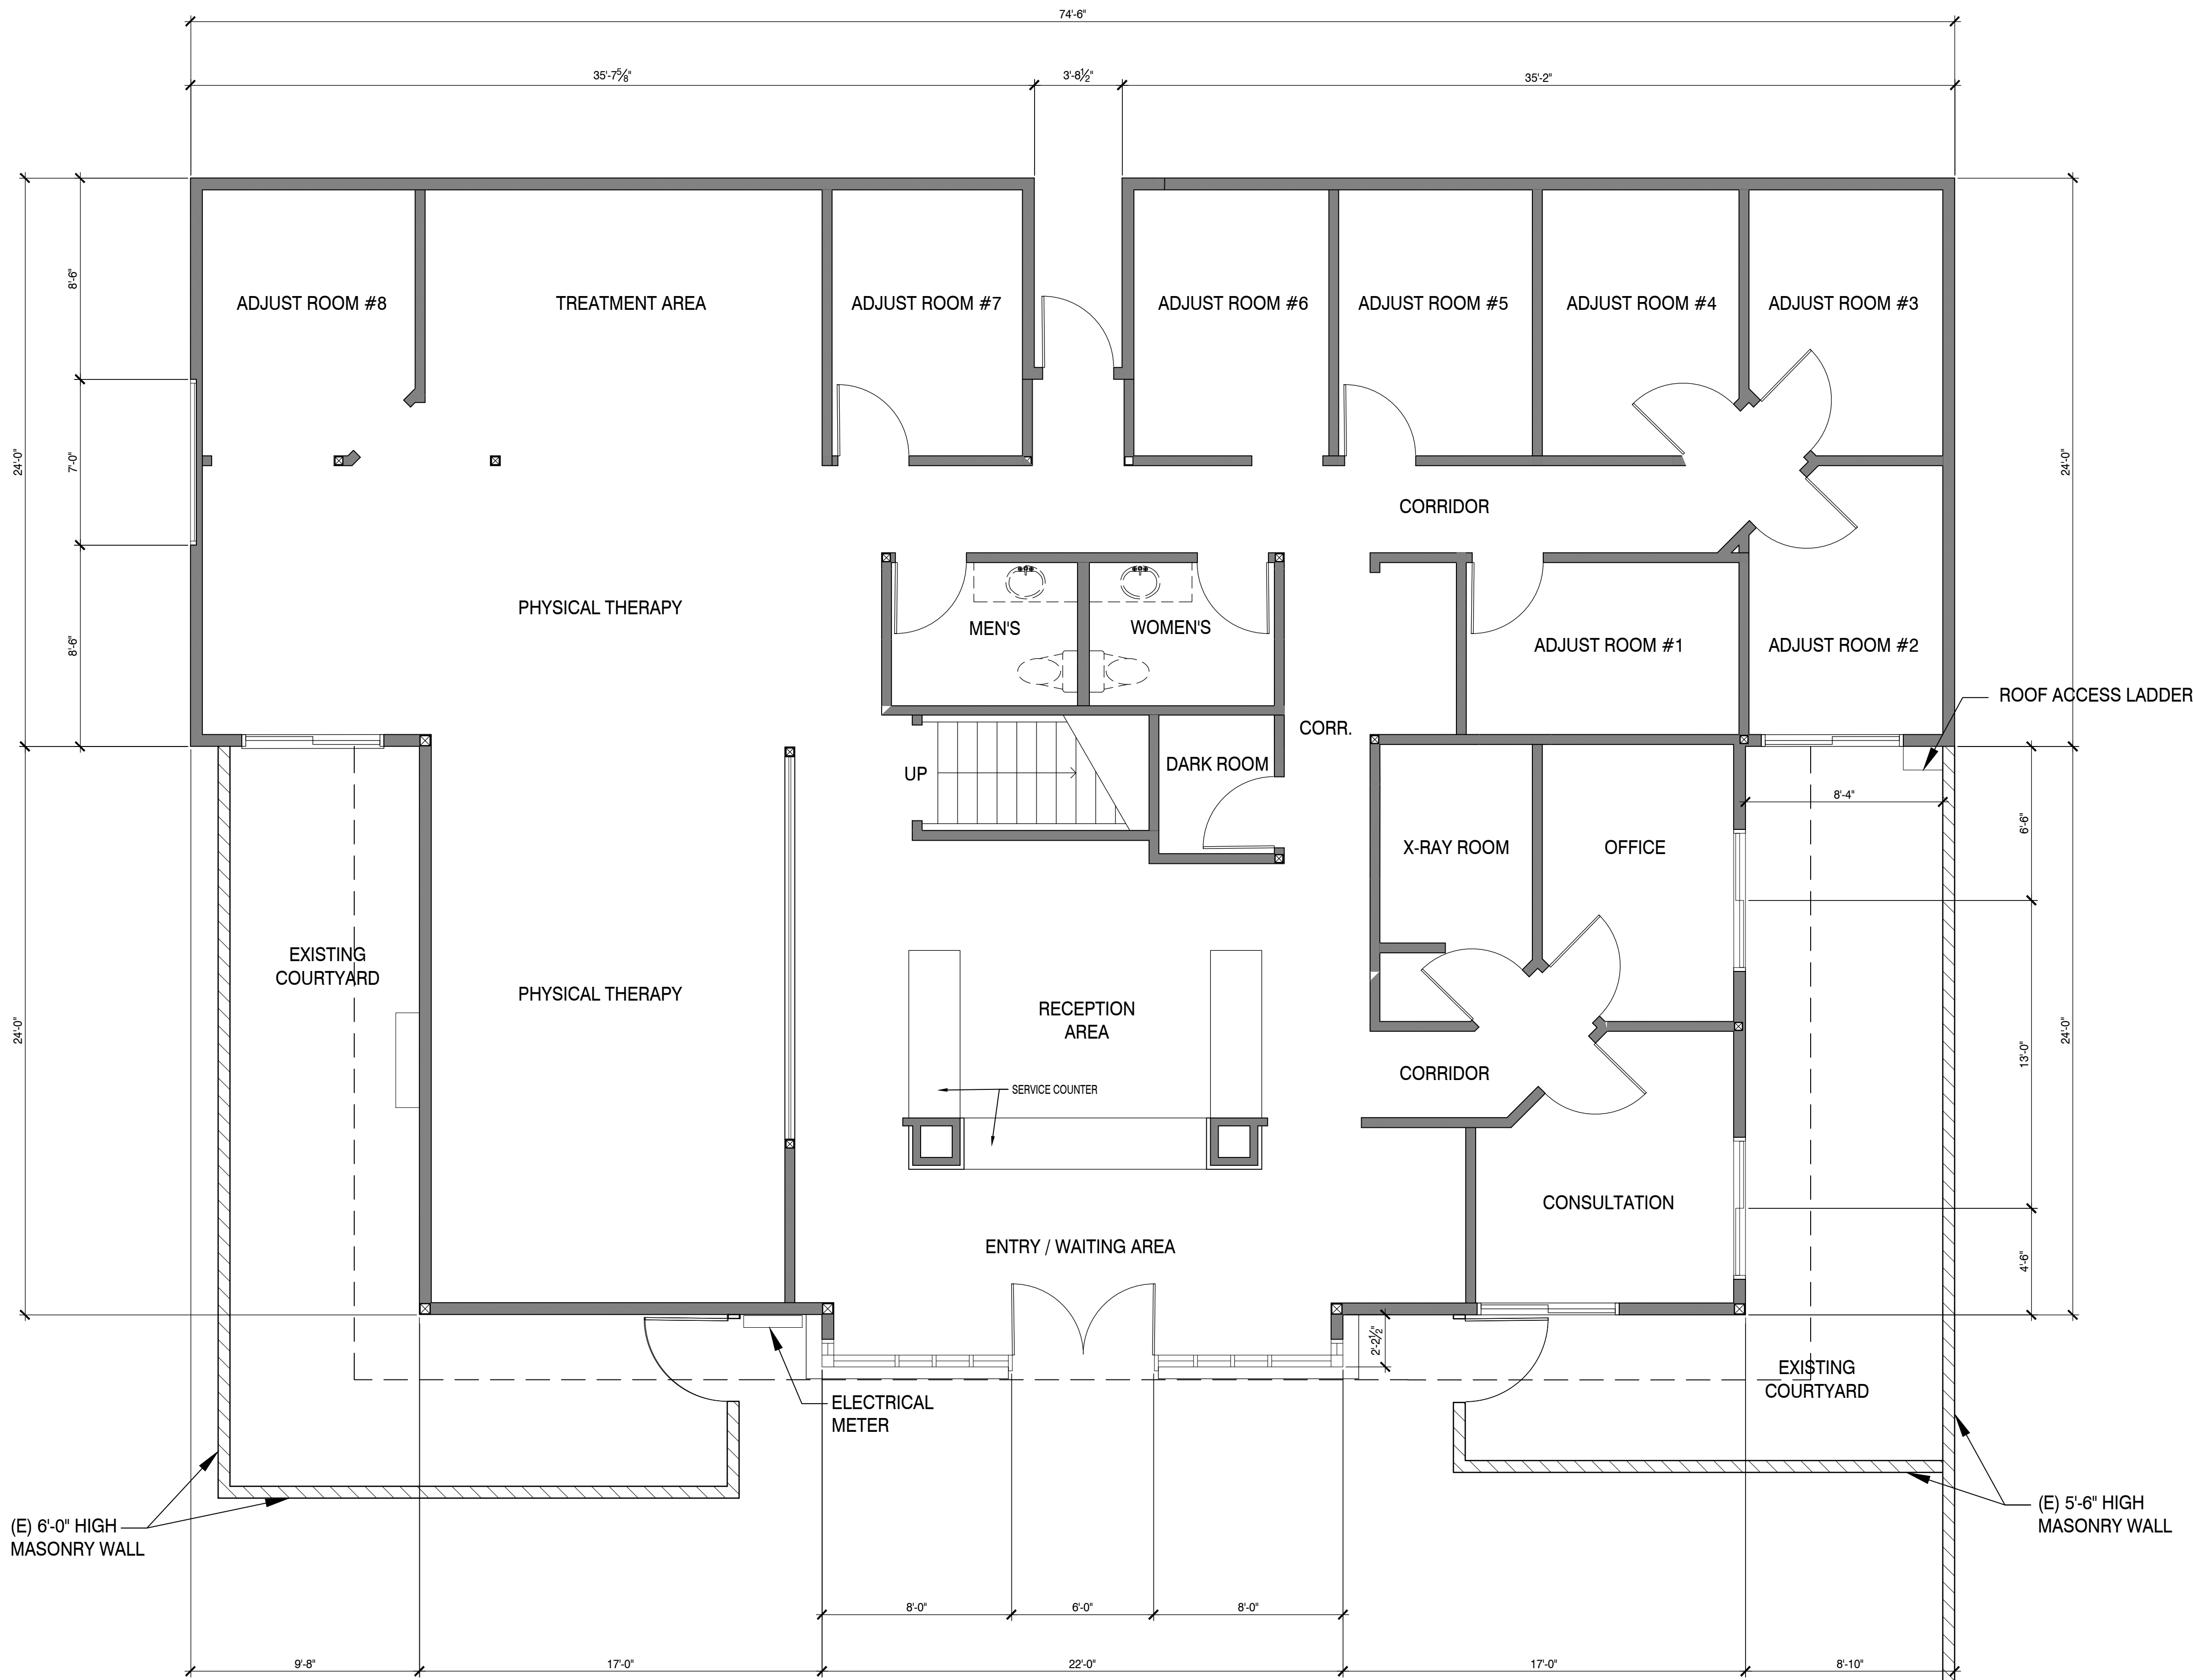 74'-6"
35'-7⅝"
3'-8½"
35'-2"
24'-0"
8'-6"
7'-0"
8'-6"
24'-0"
ADJUST ROOM #8
TREATMENT AREA
ADJUST ROOM #7
ADJUST ROOM #6
ADJUST ROOM #5
ADJUST ROOM #4
ADJUST ROOM #3
CORRIDOR
PHYSICAL THERAPY
MEN'S
WOMEN'S
ADJUST ROOM #1
ADJUST ROOM #2
ROOF ACCESS LADDER
CORR.
UP
DARK ROOM
8'-4"
6'-6"
X-RAY ROOM
OFFICE
EXISTING
COURTYARD
PHYSICAL THERAPY
RECEPTION
AREA
24'-0"
13'-0"
24'-0"
CORRIDOR
SERVICE COUNTER
CONSULTATION
ENTRY / WAITING AREA
4'-6"
2'-2½"
EXISTING
COURTYARD
ELECTRICAL
METER
(E) 6'-0" HIGH
MASONRY WALL
(E) 5'-6" HIGH
MASONRY WALL
8'-0"
6'-0"
8'-0"
9'-8"
17'-0"
22'-0"
17'-0"
8'-10"